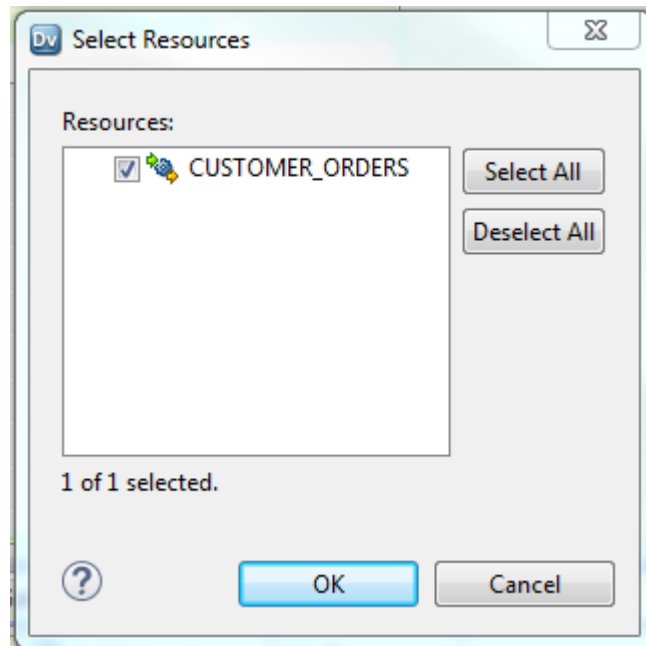 Dv Select Resources
Resources:
CUSTOMER_ORDERS
Select All
Deselect All
1 of 1 selected.
?
OK
Cancel